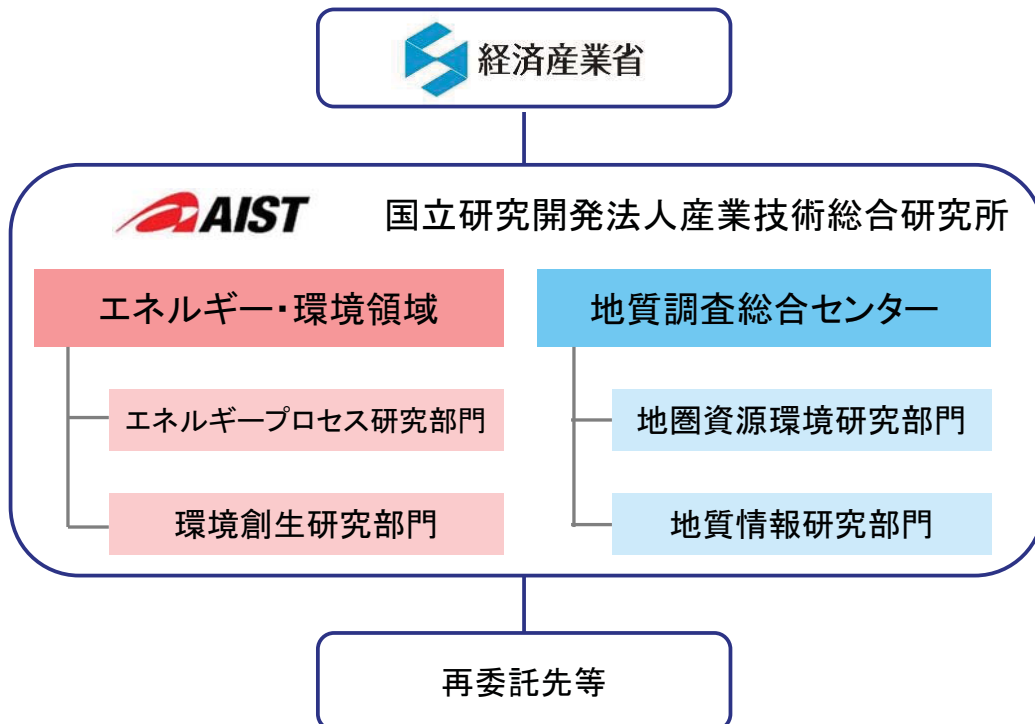 経済産業省
AIST 国立研究開発法人産業技術総合研究所
エネルギー・環境領域
エネルギープロセス研究部門
環境創生研究部門
地質調査総合センター
地圏資源環境研究部門
地質情報研究部門
再委託先等